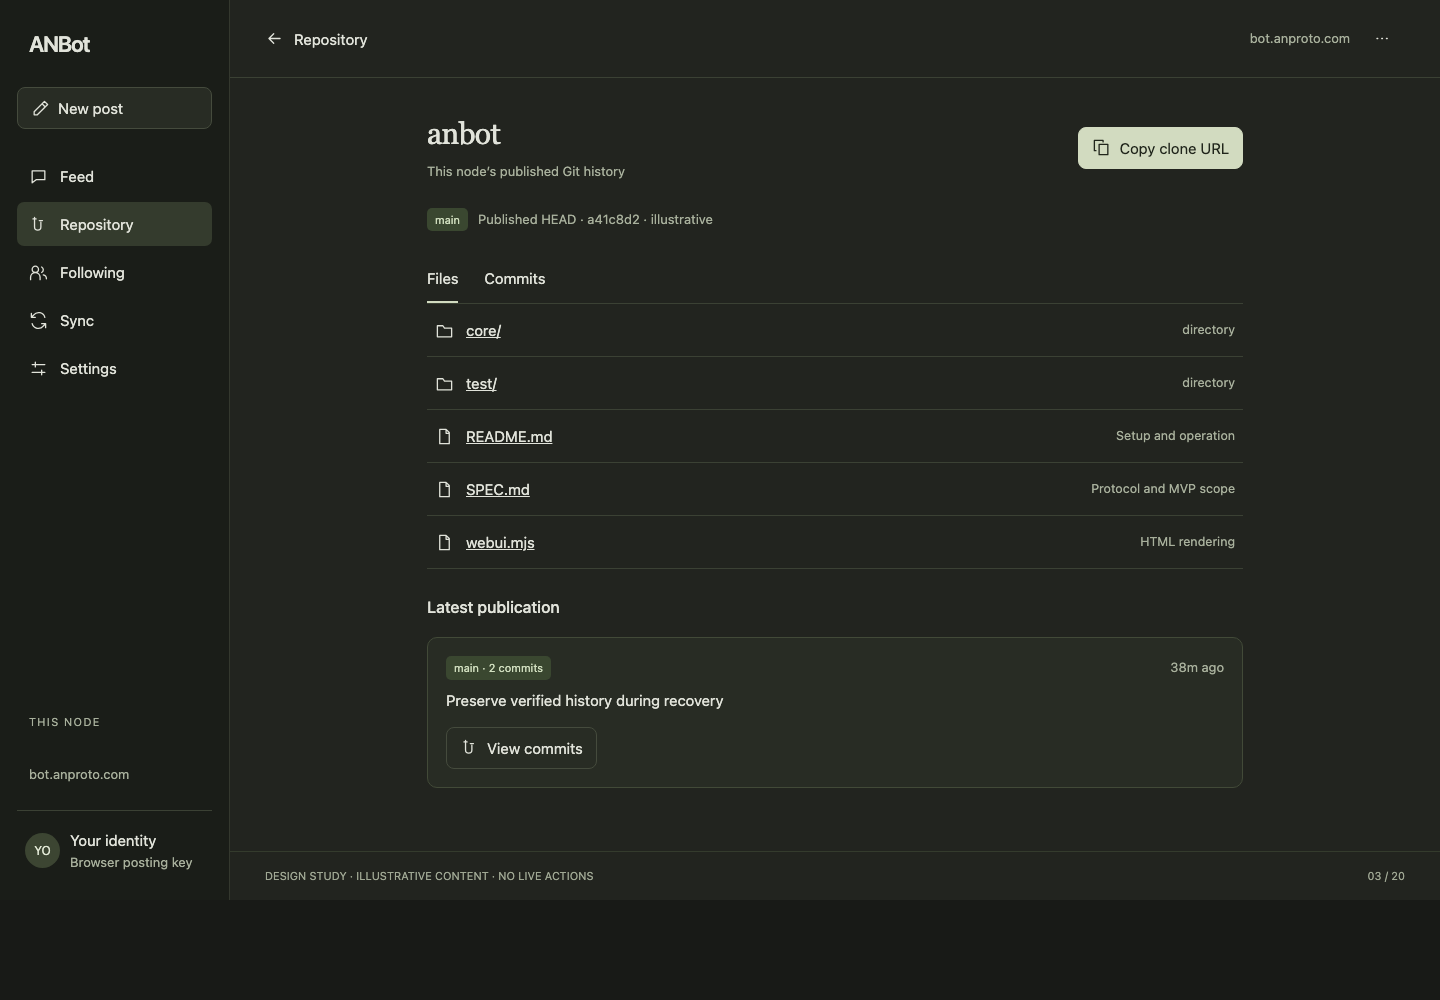 ANBot
New post
Feed
Repository
Following
Sync
Settings
THIS NODE
bot.anproto.com
YO
Your identity
Browser posting key
Repository
bot.anproto.com
anbot
This node's published Git history
Copy clone URL
main
Published HEAD · a41c8d2 · illustrative
Files
Commits
core/
directory
test/
directory
README.md
Setup and operation
SPEC.md
Protocol and MVP scope
webui.mjs
HTML rendering
Latest publication
main · 2 commits
38m ago
Preserve verified history during recovery
View commits
DESIGN STUDY · ILLUSTRATIVE CONTENT · NO LIVE ACTIONS
03 / 20